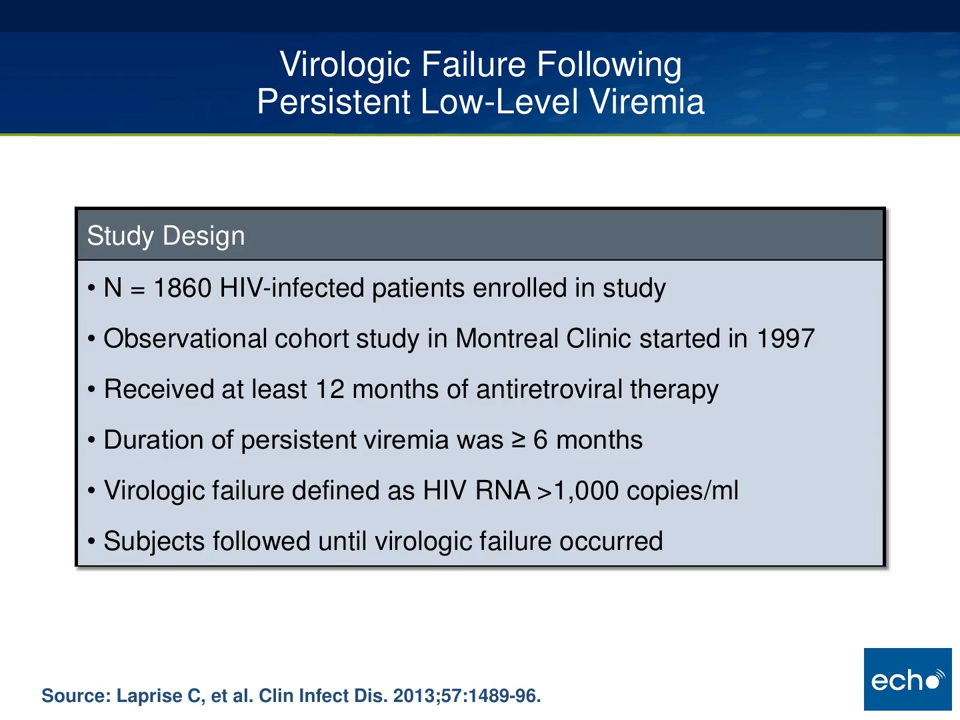 Virologic Failure Following
Persistent Low-Level Viremia
Study Design
• N = 1860 HIV-infected patients enrolled in study
• Observational cohort study in Montreal Clinic started in 1997
• Received at least 12 months of antiretroviral therapy
• Duration of persistent viremia was ≥ 6 months
• Virologic failure defined as HIV RNA >1,000 copies/ml
• Subjects followed until virologic failure occurred
echo
Source: Laprise C, et al. Clin Infect Dis. 2013;57:1489-96.